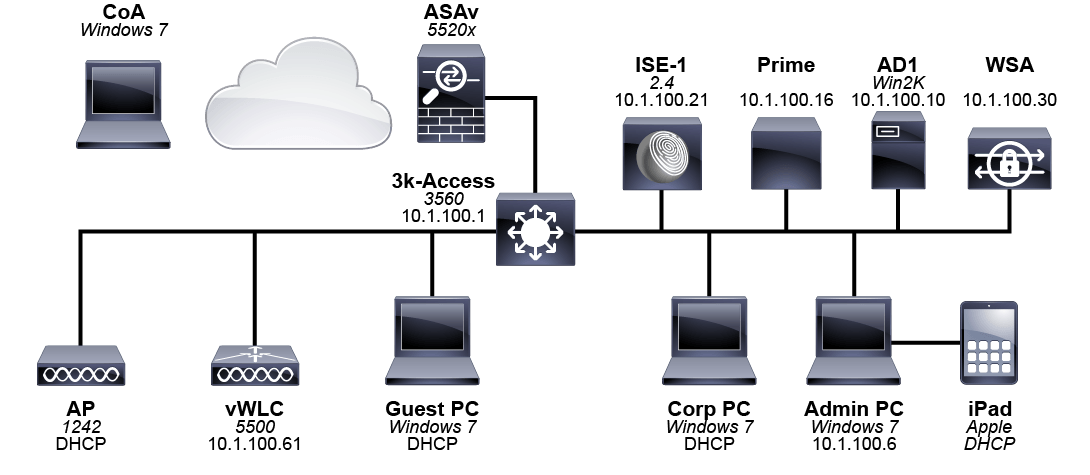 CoA
Windows 7
ASAv
5520x
ISE-1
2.4
10.1.100.21
Prime
10.1.100.16
AD1
Win2K
10.1.100.10
WSA
10.1.100.30
3k-Access
3560
10.1.100.1
AP
1242
DHCP
vWLC
5500
10.1.100.61
Guest PC
Windows 7
DHCP
Corp PC
Windows 7
DHCP
Admin PC
Windows 7
10.1.100.6
iPad
Apple
DHCP